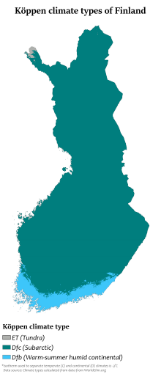 Köppen climate types of Finland
Köppen climate type
ET (Tundra)
Dfc (Subarctic)
Dfb (Warm-summer humid continental)